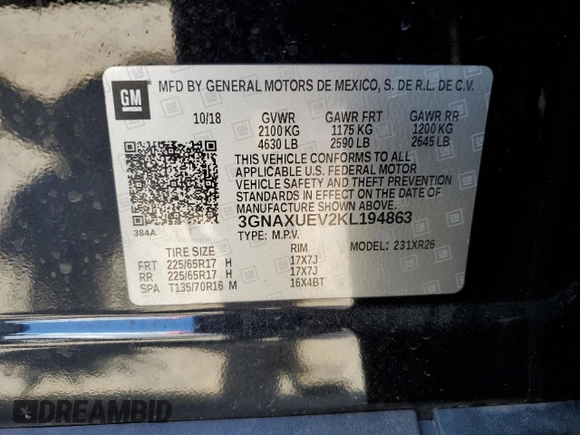 GM
MFD BY GENERAL MOTORS DE MEXICO, S. DE R.L. DE C.V.
10/18 GVWR GAWR FRT GAWR RR
2100 KG 1175 KG 1200 KG
4630 LB 2590 LB 2645 LB
THIS VEHICLE CONFORMS TO ALL
APPLICABLE U.S. FEDERAL MOTOR
VEHICLE SAFETY AND THEFT PREVENTION
STANDARDS IN EFFECT ON THE DATE OF
MANUFACTURE SHOWN ABOVE.
3GNAXUEV2KL194863
384A
TYPE: M.P.V. MODEL: 231XR26
TIRE SIZE RIM
FRT 225/65R17 H 17X7J
RR 225/65R17 H 17X7J
SPA T135/70R16 M 16X4BT
DREAMBID